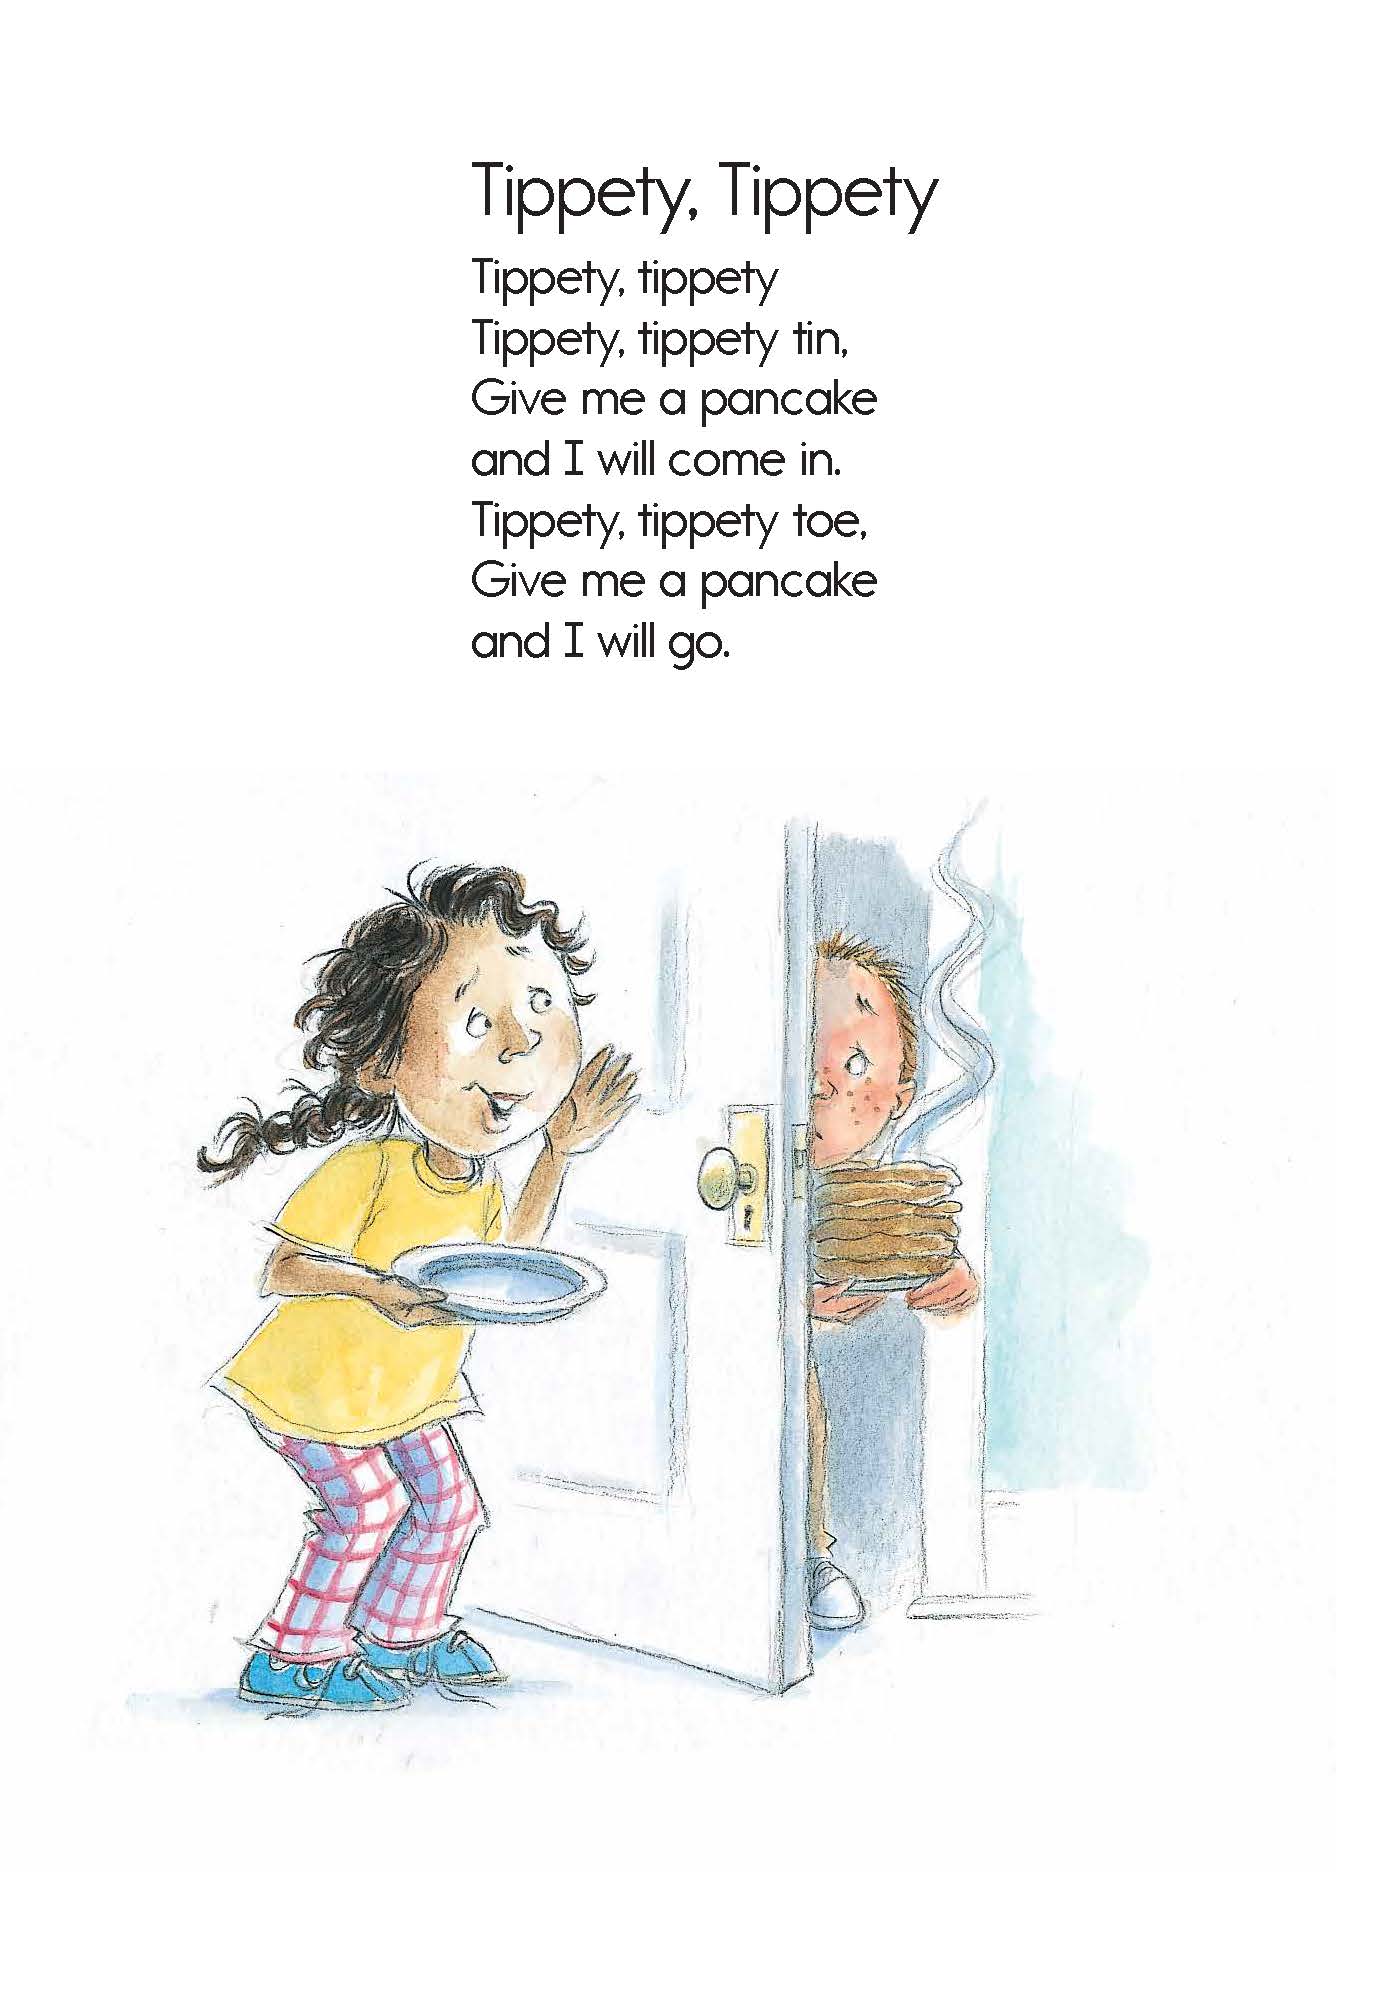 Tippety, Tippety
Tippety, tippety
Tippety, tippety tin,
Give me a pancake
and I will come in.
Tippety, tippety toe,
Give me a pancake
and I will go.